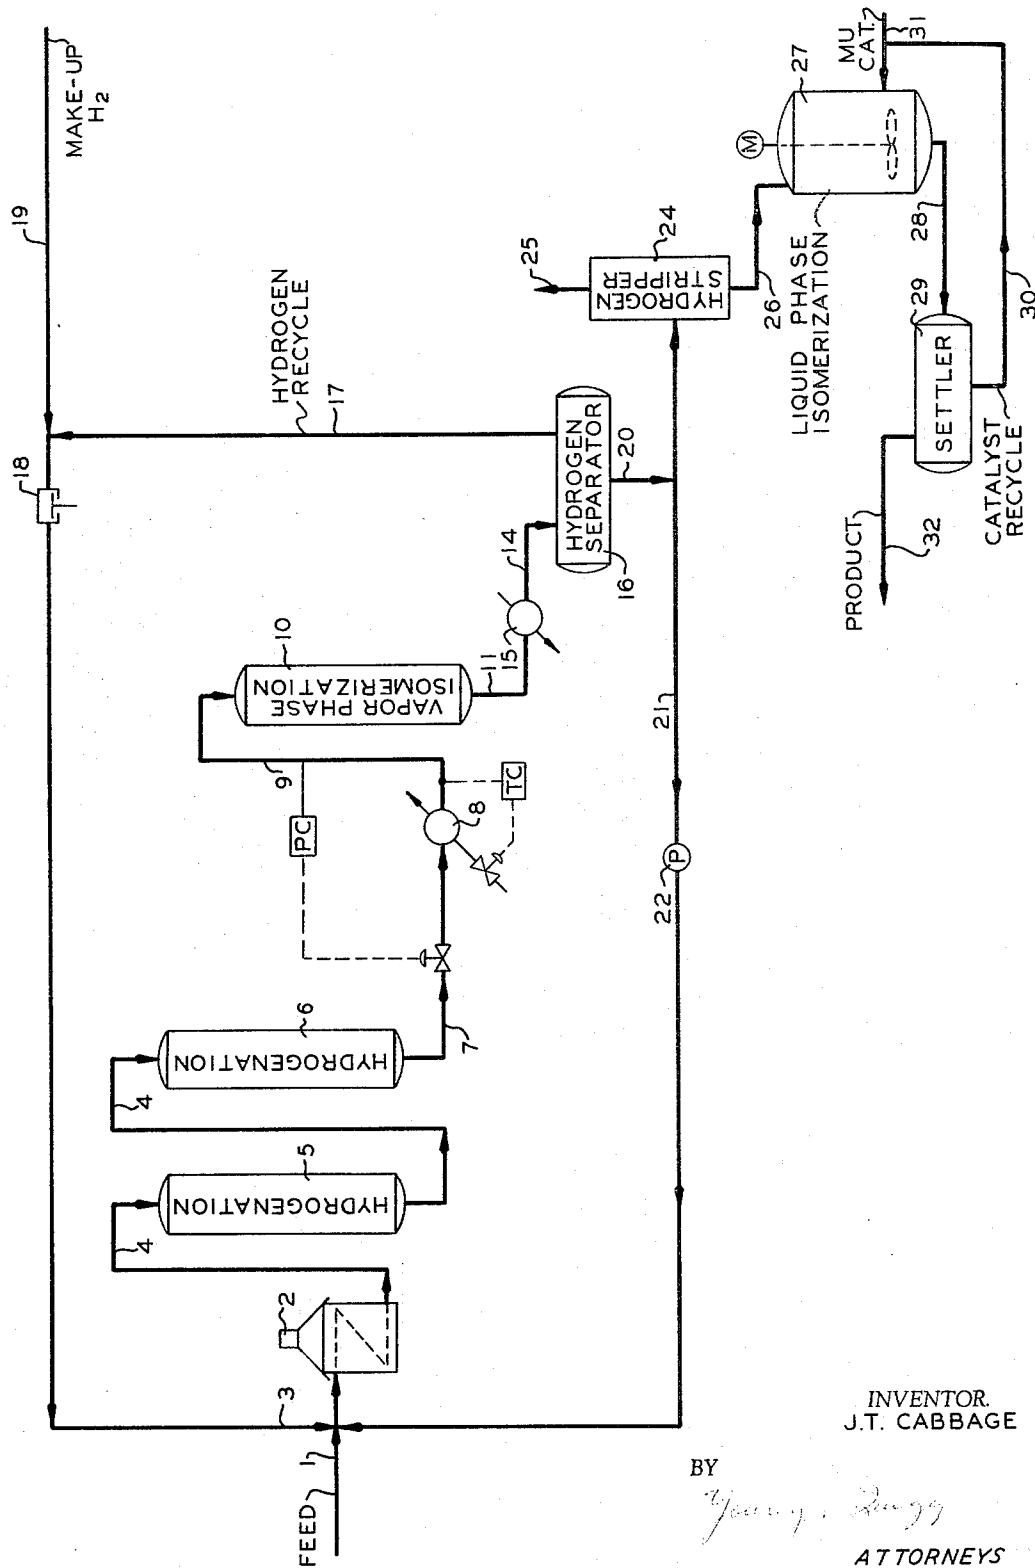 FEED
1
2
3
4
HYDROGENATION
5
4
HYDROGENATION
6
7
PC
8
TC
9
VAPOR PHASE
ISOMERIZATION
10
11
14
15
HYDROGEN
SEPARATOR
16
HYDROGEN
RECYCLE
17
18
19
MAKE-UP
H2
20
21
P
22
HYDROGEN
STRIPPER
24
25
26
M
27
LIQUID PHASE
ISOMERIZATION
MU
CAT.
31
28
SETTLER
29
30
CATALYST
RECYCLE
PRODUCT
32
INVENTOR.
J.T. CABBAGE
BY
ATTORNEYS